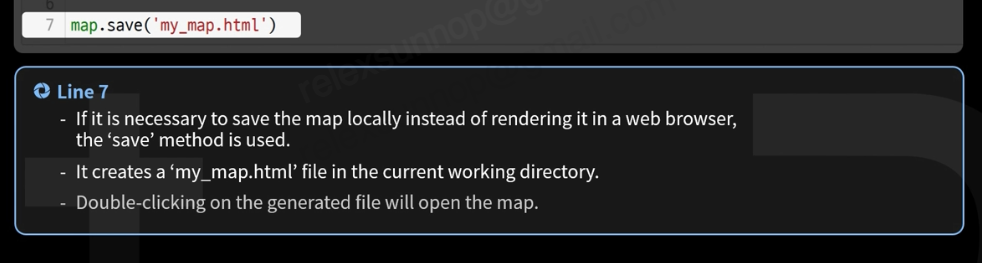 6
7 map.save('my_map.html')
Line 7
- If it is necessary to save the map locally instead of rendering it in a web browser,
the ‘save’ method is used.
- It creates a ‘my_map.html’ file in the current working directory.
- Double-clicking on the generated file will open the map.